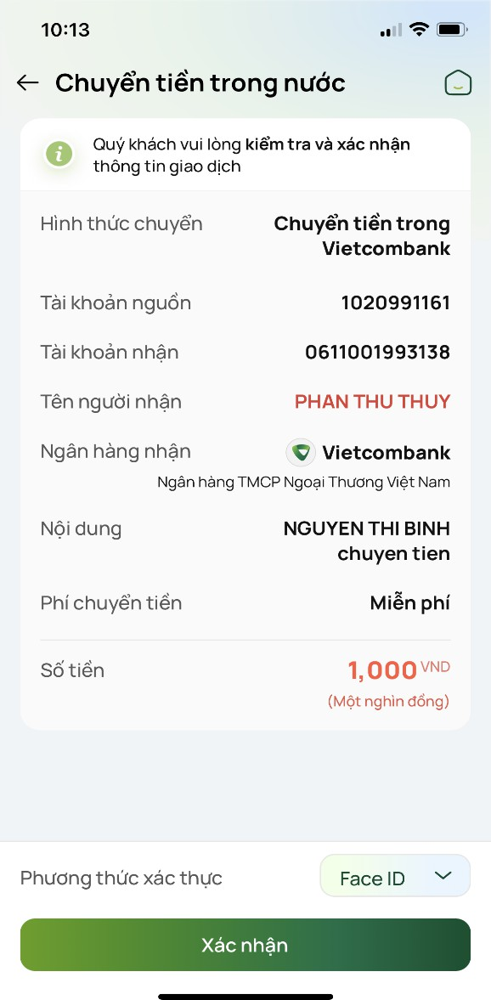 10:13
Chuyển tiền trong nước
Quý khách vui lòng kiểm tra và xác nhận
thông tin giao dịch
Hình thức chuyển
Chuyển tiền trong
Vietcombank
Tài khoản nguồn
1020991161
Tài khoản nhận
0611001993138
Tên người nhận
PHAN THU THUY
Ngân hàng nhận
Vietcombank
Ngân hàng TMCP Ngoại Thương Việt Nam
Nội dung
NGUYEN THI BINH
chuyen tien
Phí chuyển tiền
Miễn phí
Số tiền
1,000 VND
(Một nghìn đồng)
Phương thức xác thực
Face ID
Xác nhận